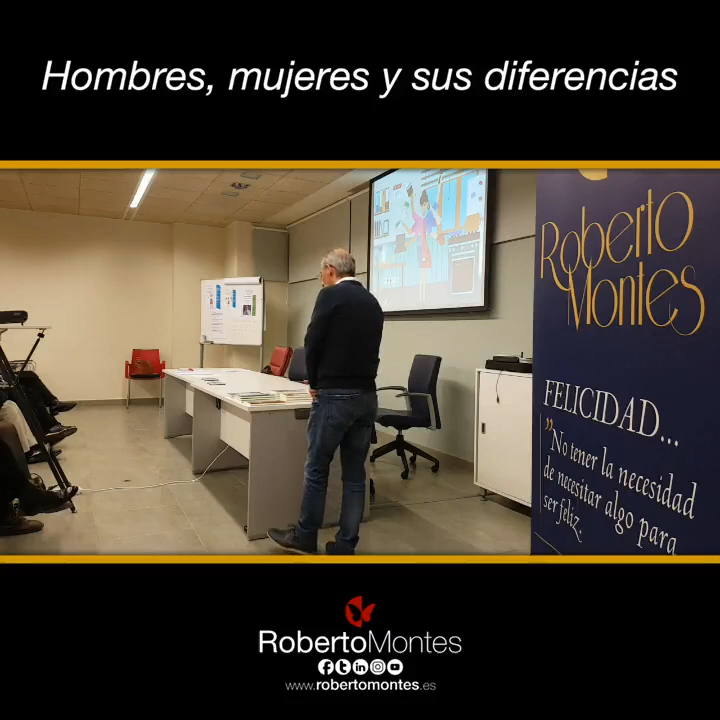 Hombres, mujeres y sus diferencias
Roberto
Montes
FELICIDAD...
"No tener la necesidad
de necesitar algo para
ser feliz.
RobertoMontes
www.robertomontes.es